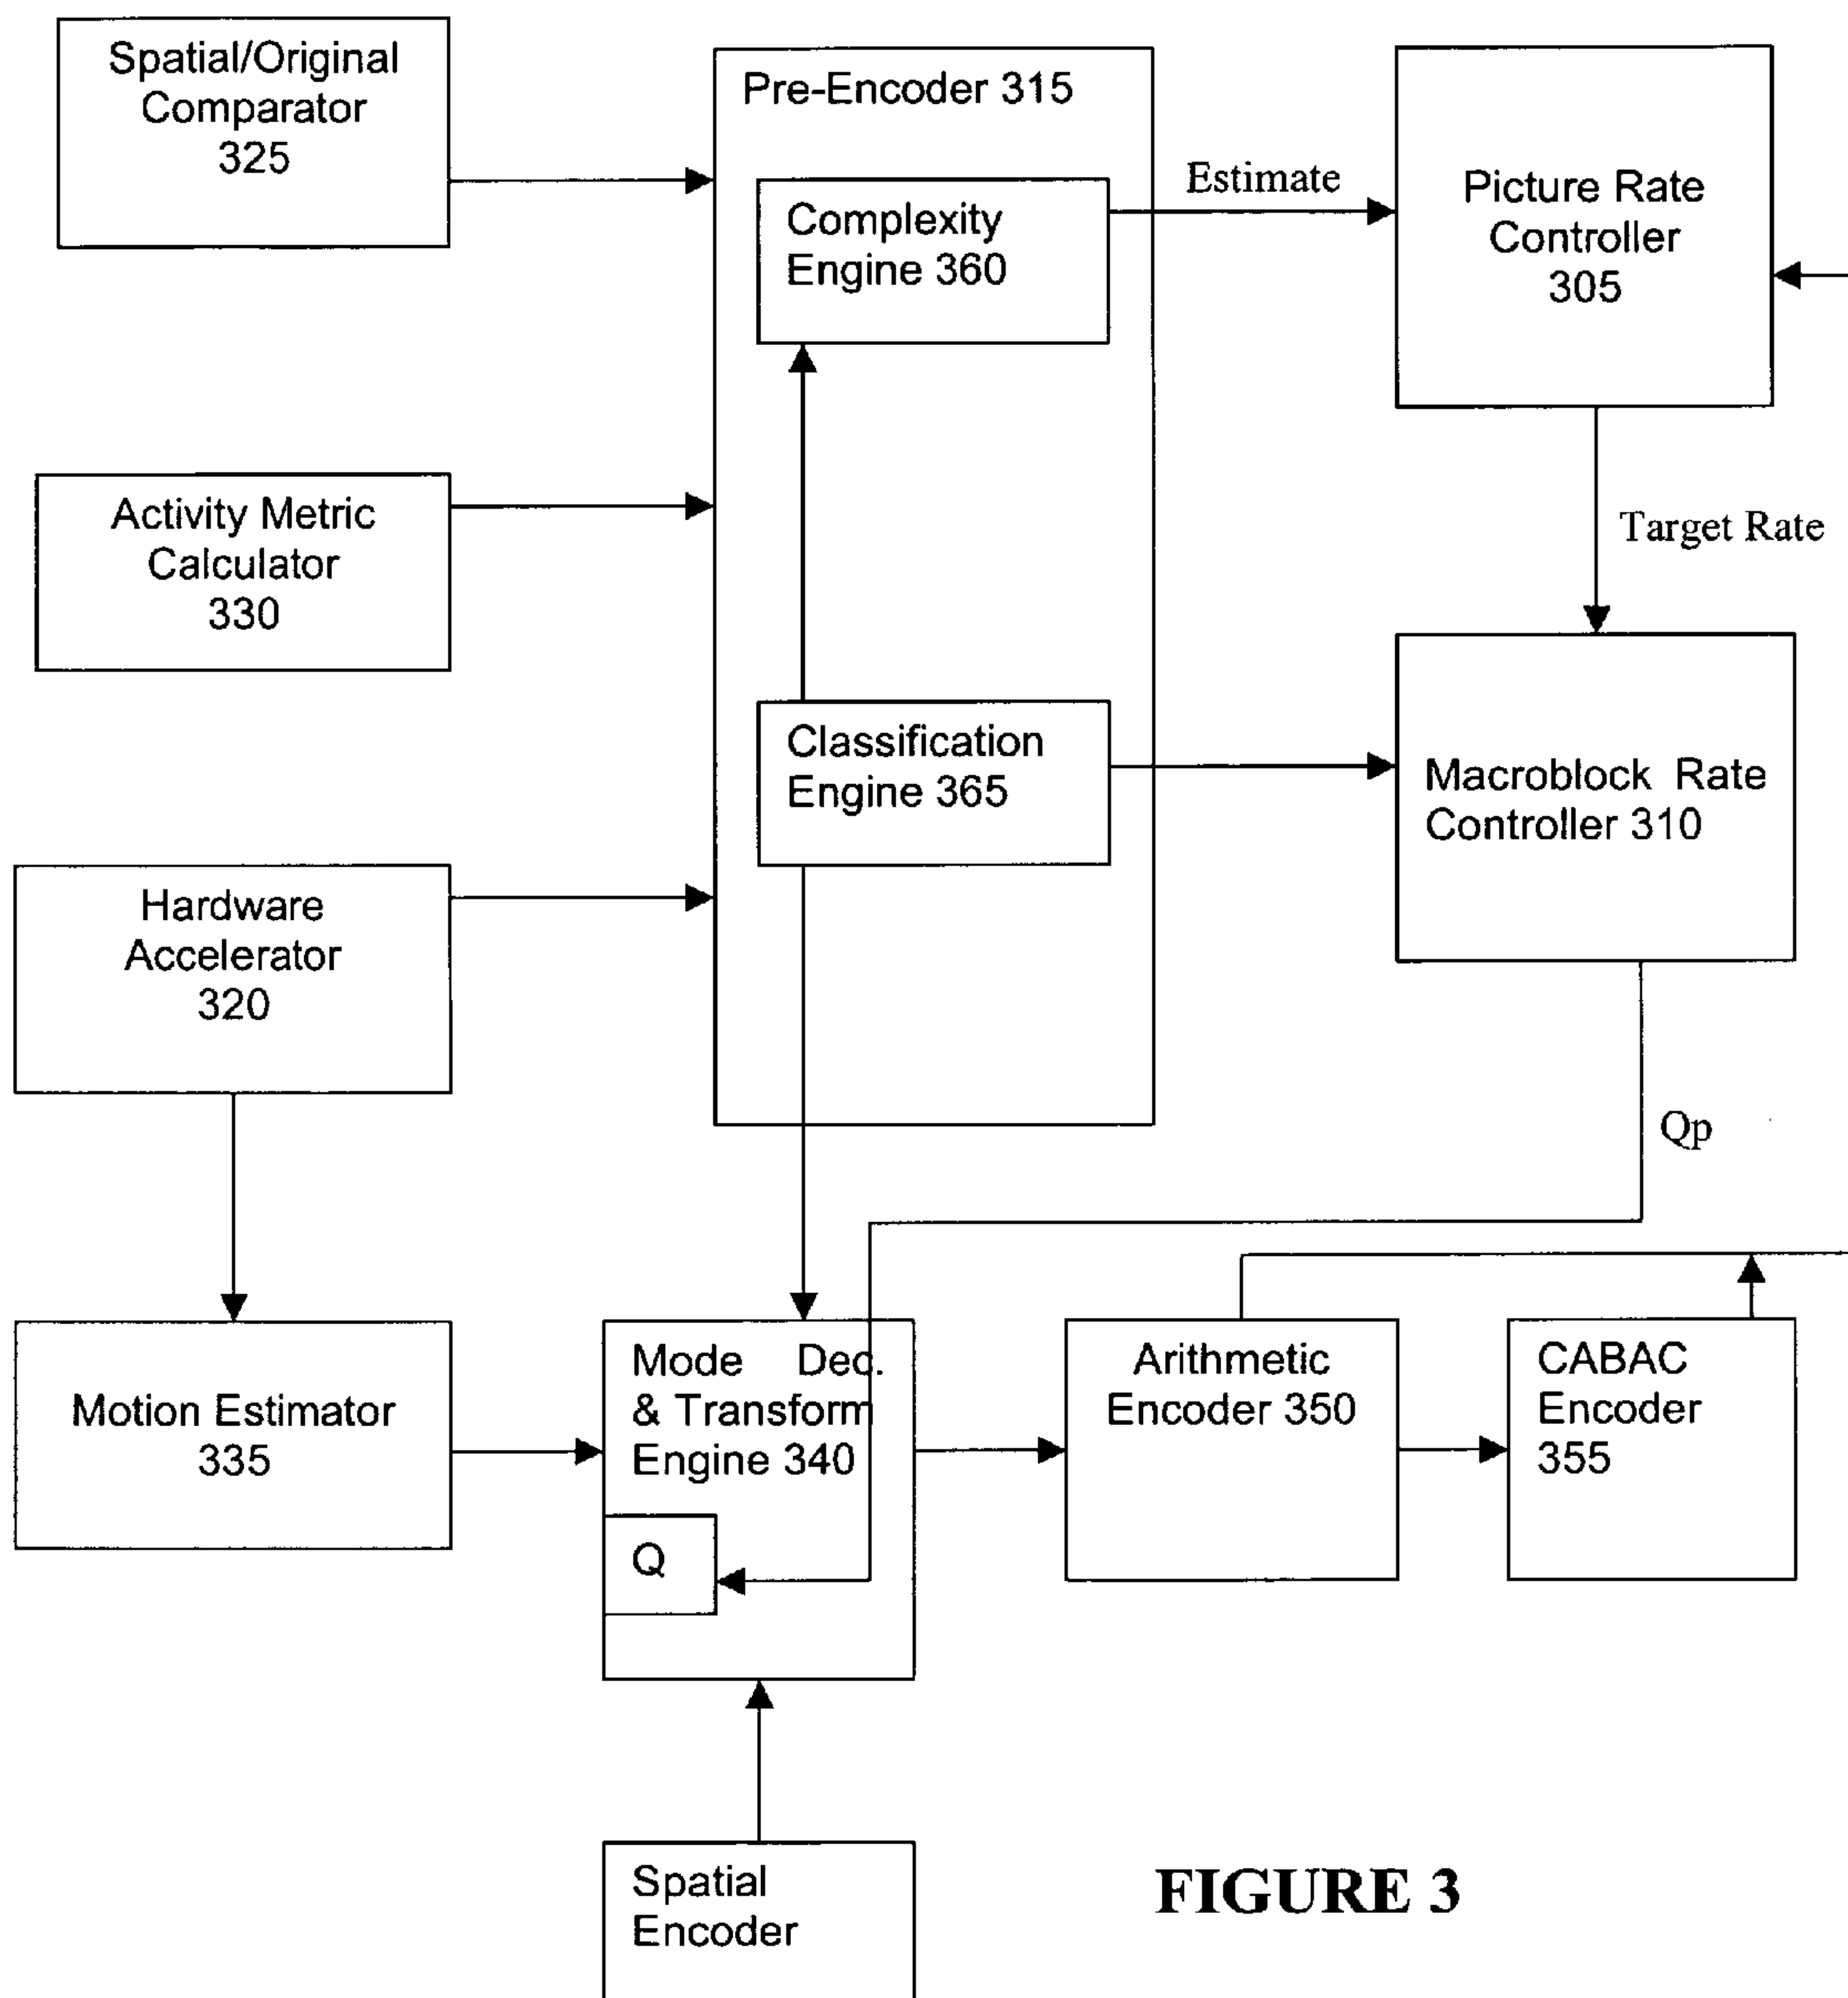 Spatial/Original
Comparator
325
Pre-Encoder 315
Complexity
Engine 360
Estimate
Picture Rate
Controller
305
Activity Metric
Calculator
330
Target Rate
Classification
Engine 365
Macroblock Rate
Controller 310
Hardware
Accelerator
320
Qp
Motion Estimator
335
Mode Dec.
& Transform
Engine 340
Q
Arithmetic
Encoder 350
CABAC
Encoder
355
Spatial
Encoder
FIGURE 3